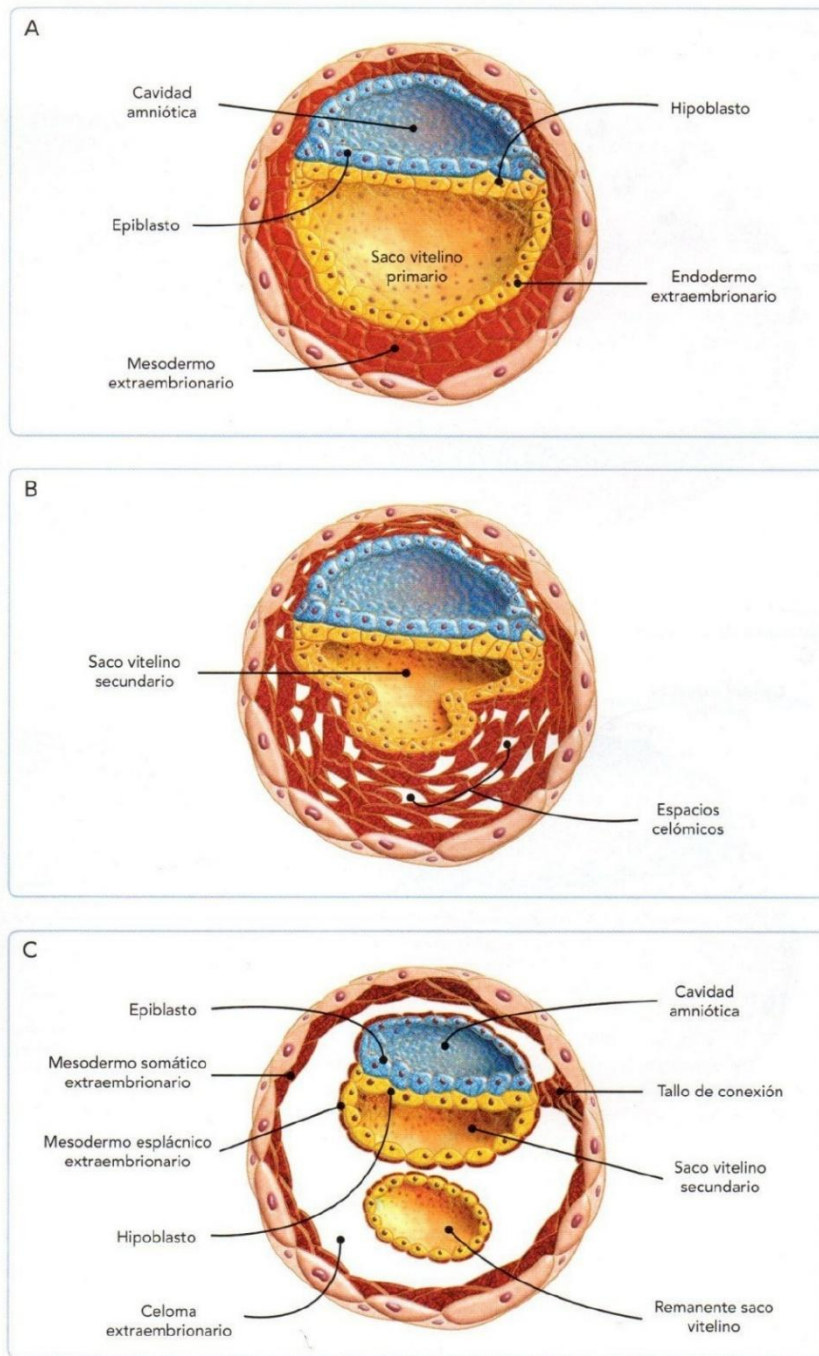 A
Cavidad
amniótica
Hipoblasto
Epiblasto
Saco vitelino
primario
Endodermo
extraembrionario
Mesodermo
extraembrionario
B
Saco vitelino
secundario
Espacios
celómicos
C
Epiblasto
Cavidad
amniótica
Mesodermo somático
extraembrionario
Tallo de conexión
Mesodermo esplácnico
extraembrionario
Saco vitelino
secundario
Hipoblasto
Celoma
extraembrionario
Remanente saco
vitelino